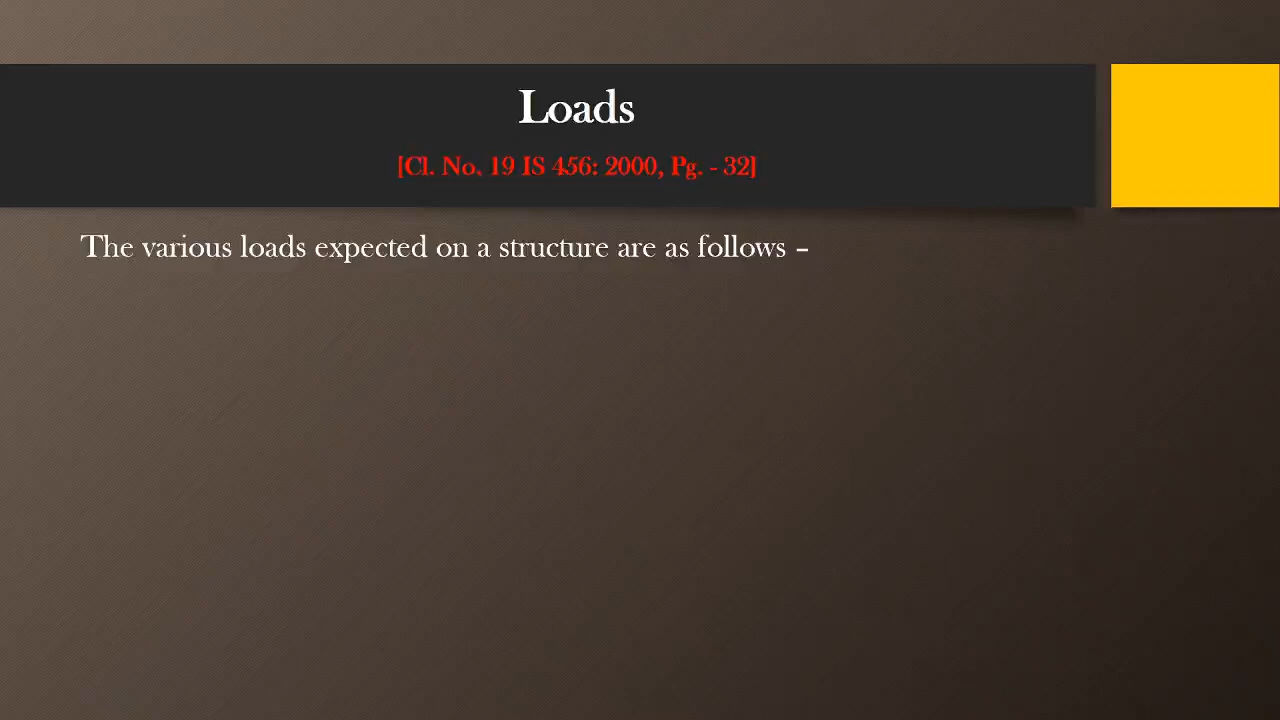 Loads
[Cl. No. 19 IS 456: 2000, Pg. - 32]
The various loads expected on a structure are as follows –